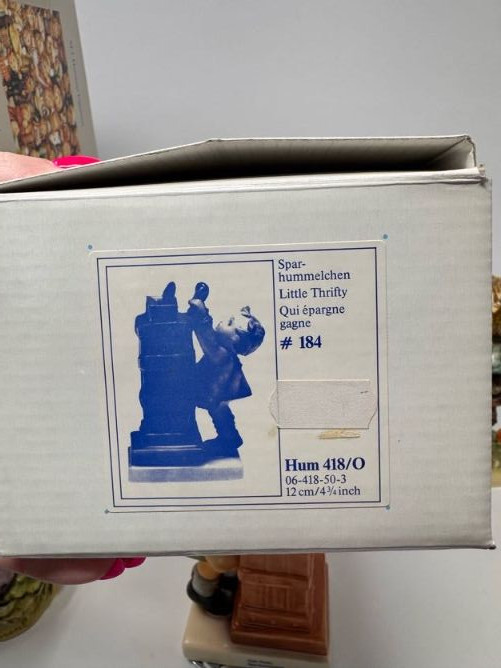 Spar-
hummelchen
Little Thrifty
Qui épargne
gagne
# 184
Hum 418/O
06-418-50-3
12 cm/4¾ inch